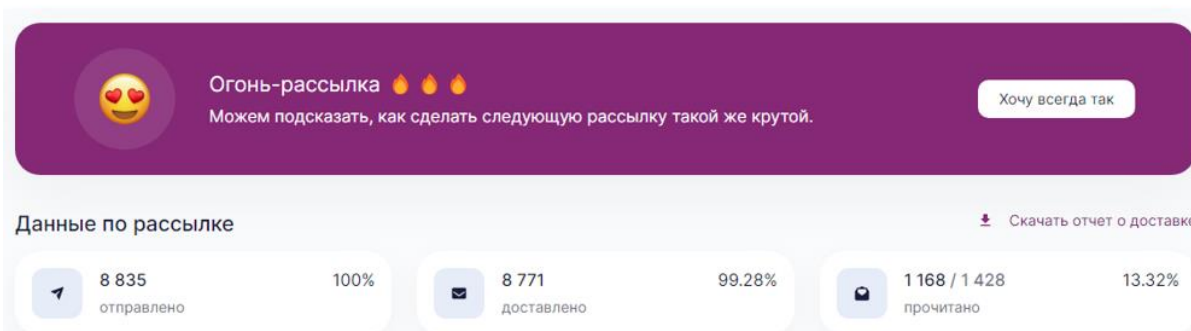 Огонь-рассылка 🔥 🔥 🔥
Можем подсказать, как сделать следующую рассылку такой же крутой.
Хочу всегда так
Данные по рассылке
Скачать отчет о доставке
8 835 100%
отправлено
8 771 99.28%
доставлено
1 168 / 1 428 13.32%
прочитано